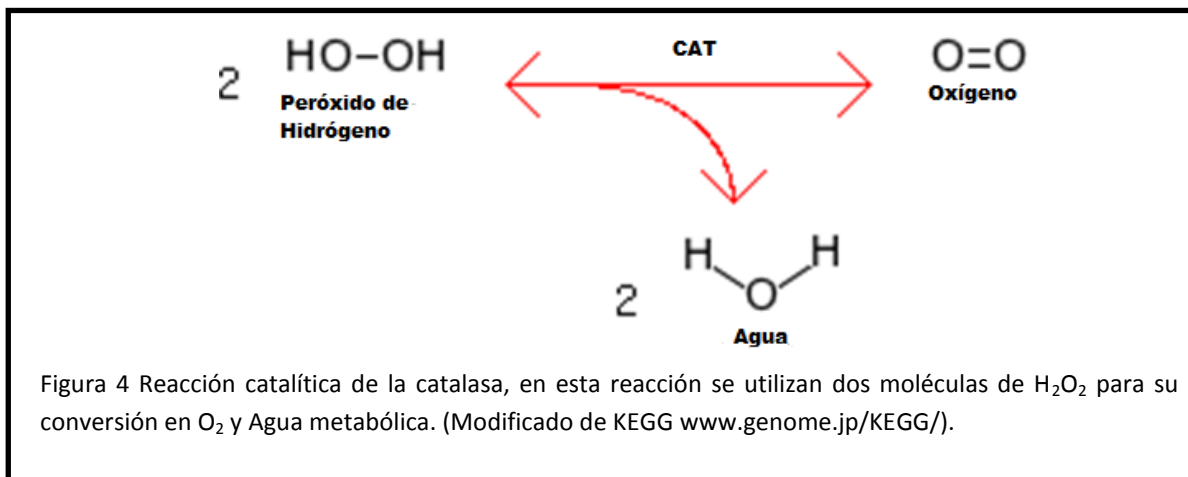 2 HO–OH CAT O=O
Peróxido de Hidrógeno Oxígeno
H H
2 O
Agua
Figura 4 Reacción catalítica de la catalasa, en esta reacción se utilizan dos moléculas de H₂O₂ para su
conversión en O₂ y Agua metabólica. (Modificado de KEGG www.genome.jp/KEGG/).